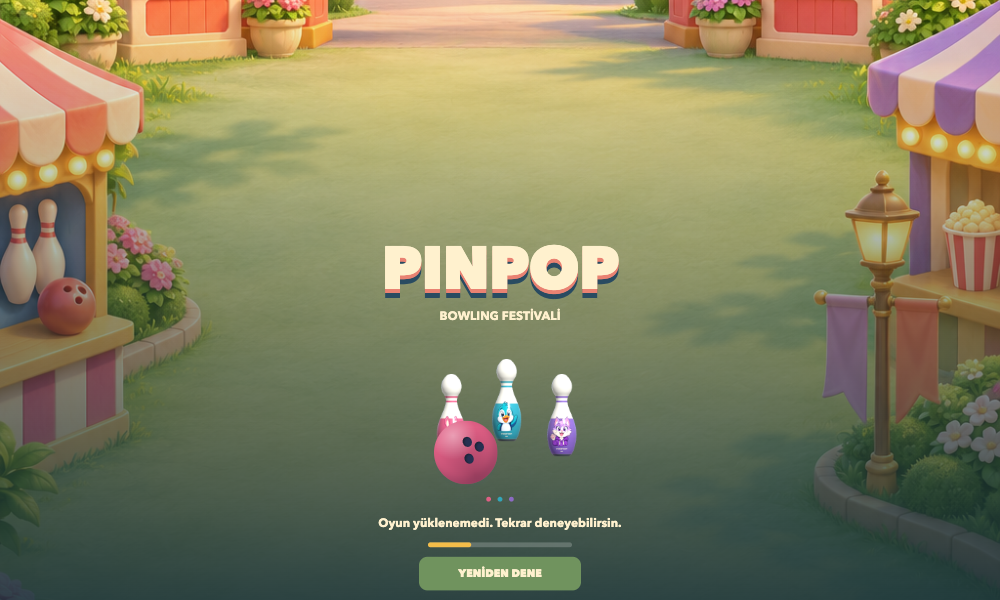 PINPOP
BOWLING FESTİVALİ
Oyun yüklenemedi. Tekrar deneyebilirsin.
YENİDEN DENE